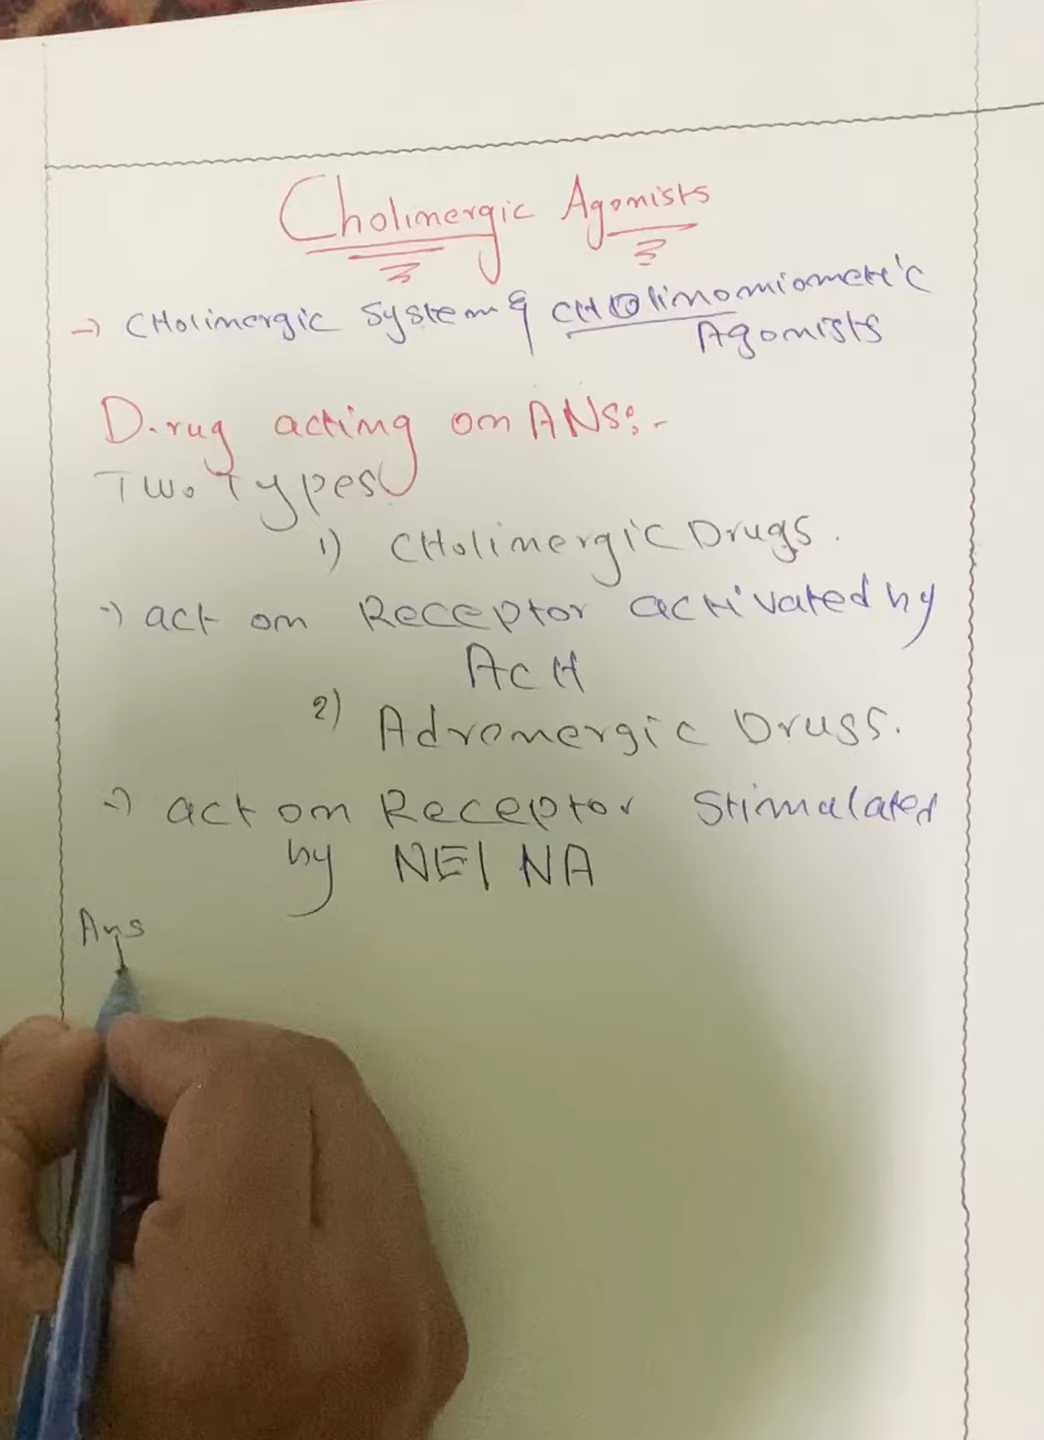 Cholinergic Agonists
→ CHolinergic system & CHOlinomiometic
Agonists
Drug acting on ANS:-
Two Types
1) CHolinergic Drugs.
→ act on Receptor activated by
AcH
2) Adrenergic Drugs.
→ act on Receptor Stimulated
by NE/ NA
Ans